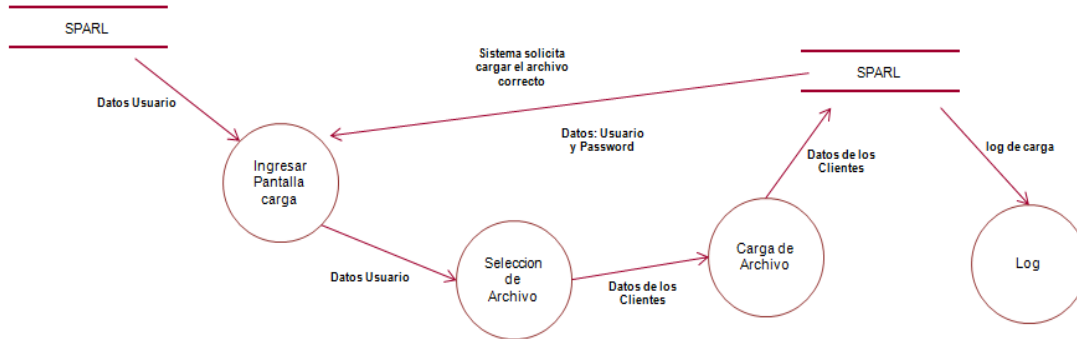 SPARL
Datos Usuario
Ingresar
Pantalla
carga
Datos Usuario
Seleccion
de
Archivo
Datos de los
Clientes
Carga de
Archivo
Datos de los
Clientes
SPARL
Sistema solicita
cargar el archivo
correcto
Datos: Usuario
y Password
log de carga
Log